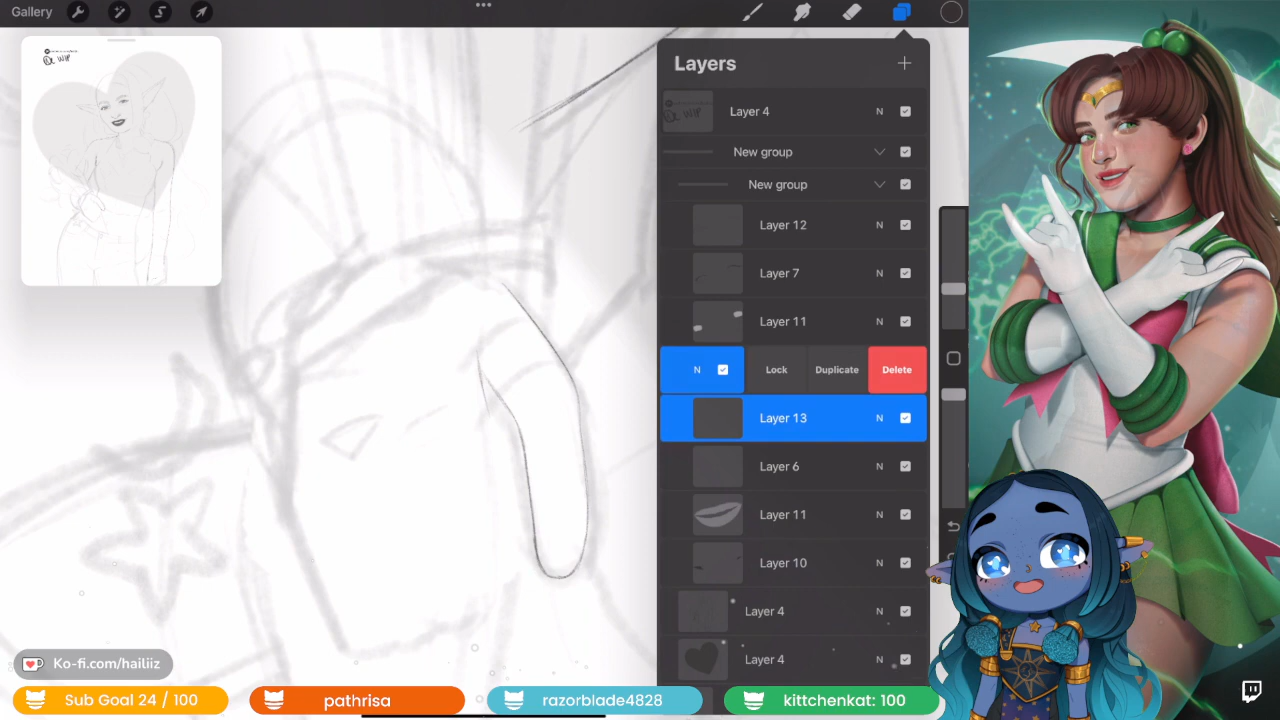 Gallery
WIP
Layers
Layer 4 N
New group
New group
Layer 12 N
Layer 7 N
Layer 11 N
N Lock Duplicate Delete
Layer 13 N
Layer 6 N
Layer 11 N
Layer 10 N
Layer 4 N
Layer 4 N
Ko-fi.com/hailiiz
Sub Goal 24 / 100
pathrisa
razorblade4828
kittchenkat: 100